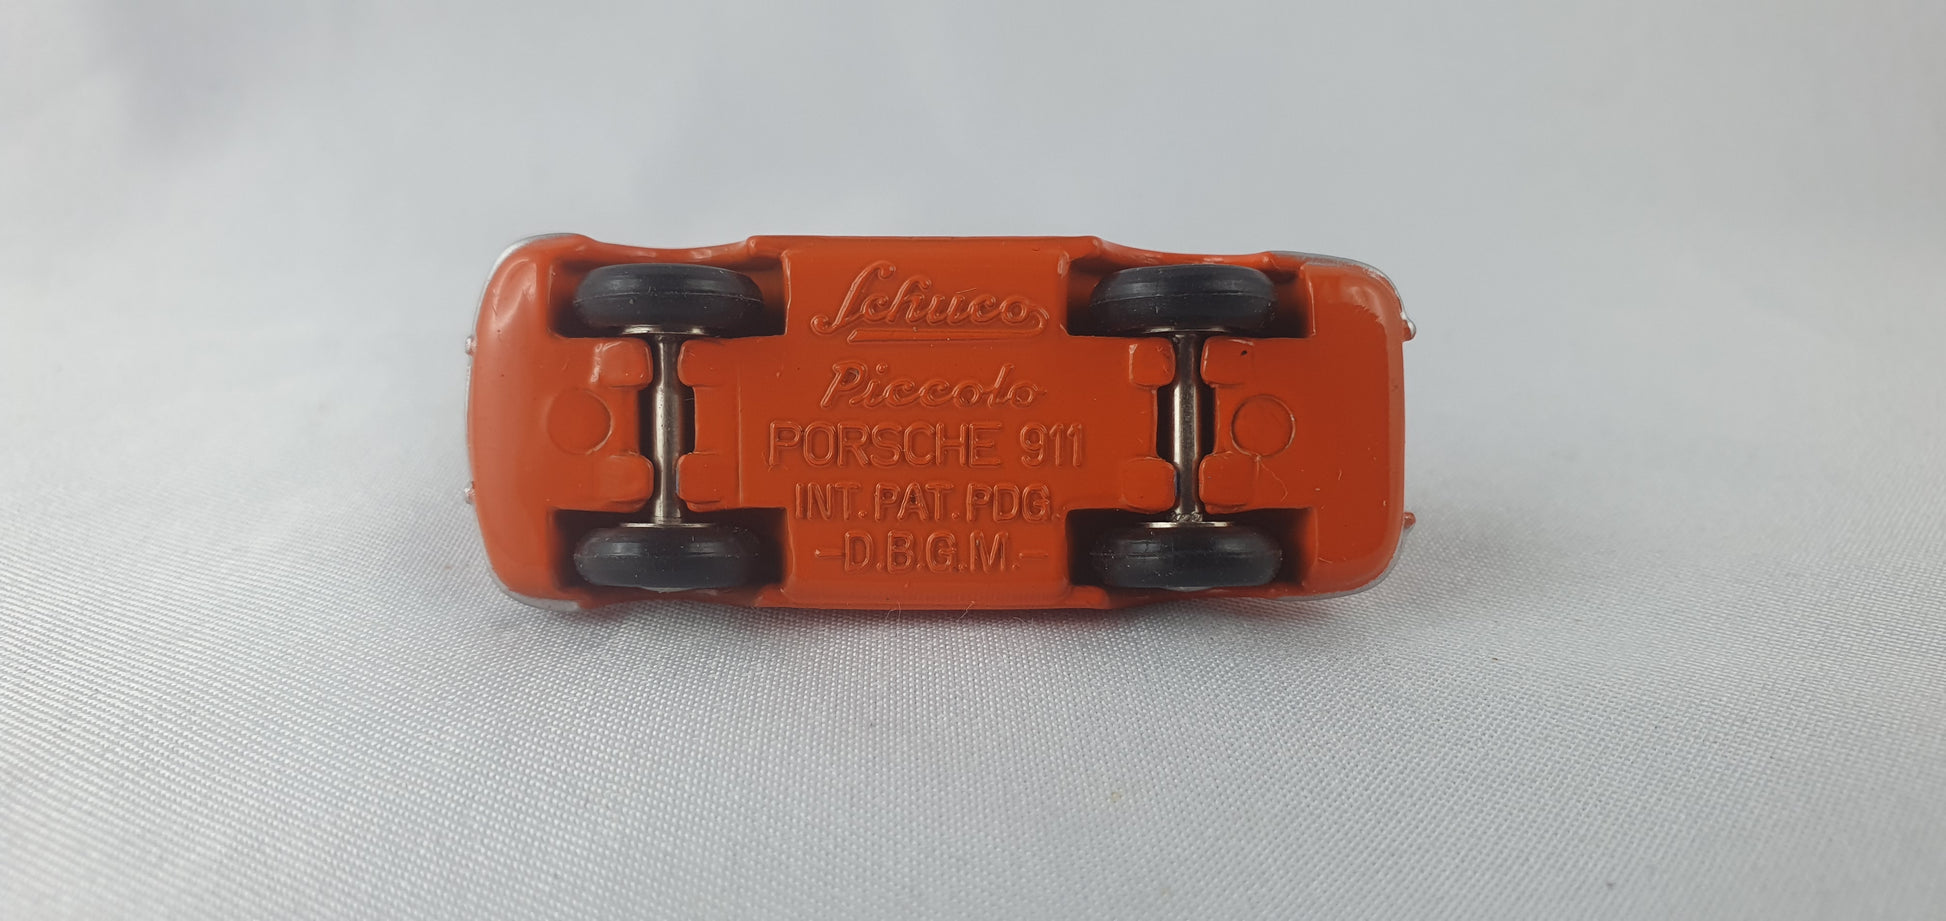 Schuco
Piccolo
PORSCHE 911
INT. PAT. PDG.
-D.B.G.M.-